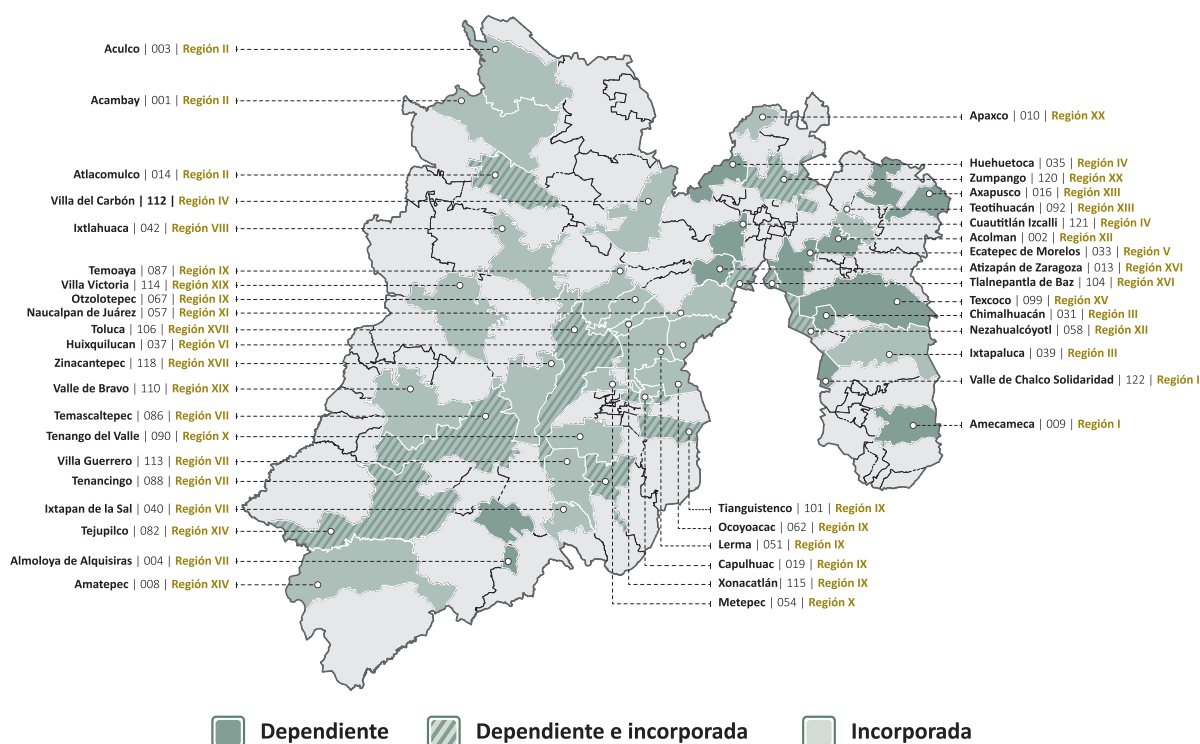 Aculco | 003 | Región II
Acambay | 001 | Región II
Atlacomulco | 014 | Región II
Villa del Carbón | 112 | Región IV
Ixtlahuaca | 042 | Región VIII
Temoaya | 087 | Región IX
Villa Victoria | 114 | Región XIX
Otzolotepec | 067 | Región IX
Naucalpan de Juárez | 057 | Región XI
Toluca | 106 | Región XVII
Huixquilucan | 037 | Región VI
Zinacantepec | 118 | Región XVII
Valle de Bravo | 110 | Región XIX
Temascaltepec | 086 | Región VII
Tenango del Valle | 090 | Región X
Villa Guerrero | 113 | Región VII
Tenancingo | 088 | Región VII
Ixtapan de la Sal | 040 | Región VII
Tejupilco | 082 | Región XIV
Almoloya de Alquisiras | 004 | Región VII
Amatepec | 008 | Región XIV
Apaxco | 010 | Región XX
Huehuetoca | 035 | Región IV
Zumpango | 120 | Región XX
Axapusco | 016 | Región XIII
Teotihuacán | 092 | Región XIII
Cuautitlán Izcalli | 121 | Región IV
Acolman | 002 | Región XII
Ecatepec de Morelos | 033 | Región V
Atizapán de Zaragoza | 013 | Región XVI
Tlalnepantla de Baz | 104 | Región XVI
Texcoco | 099 | Región XV
Chimalhuacán | 031 | Región III
Nezahualcóyotl | 058 | Región XII
Ixtapaluca | 039 | Región III
Valle de Chalco Solidaridad | 122 | Región I
Amecameca | 009 | Región I
Tianguistenco | 101 | Región IX
Ocoyoacac | 062 | Región IX
Lerma | 051 | Región IX
Capulhuac | 019 | Región IX
Xonacatlán | 115 | Región IX
Metepec | 054 | Región X
Dependiente
Dependiente e incorporada
Incorporada